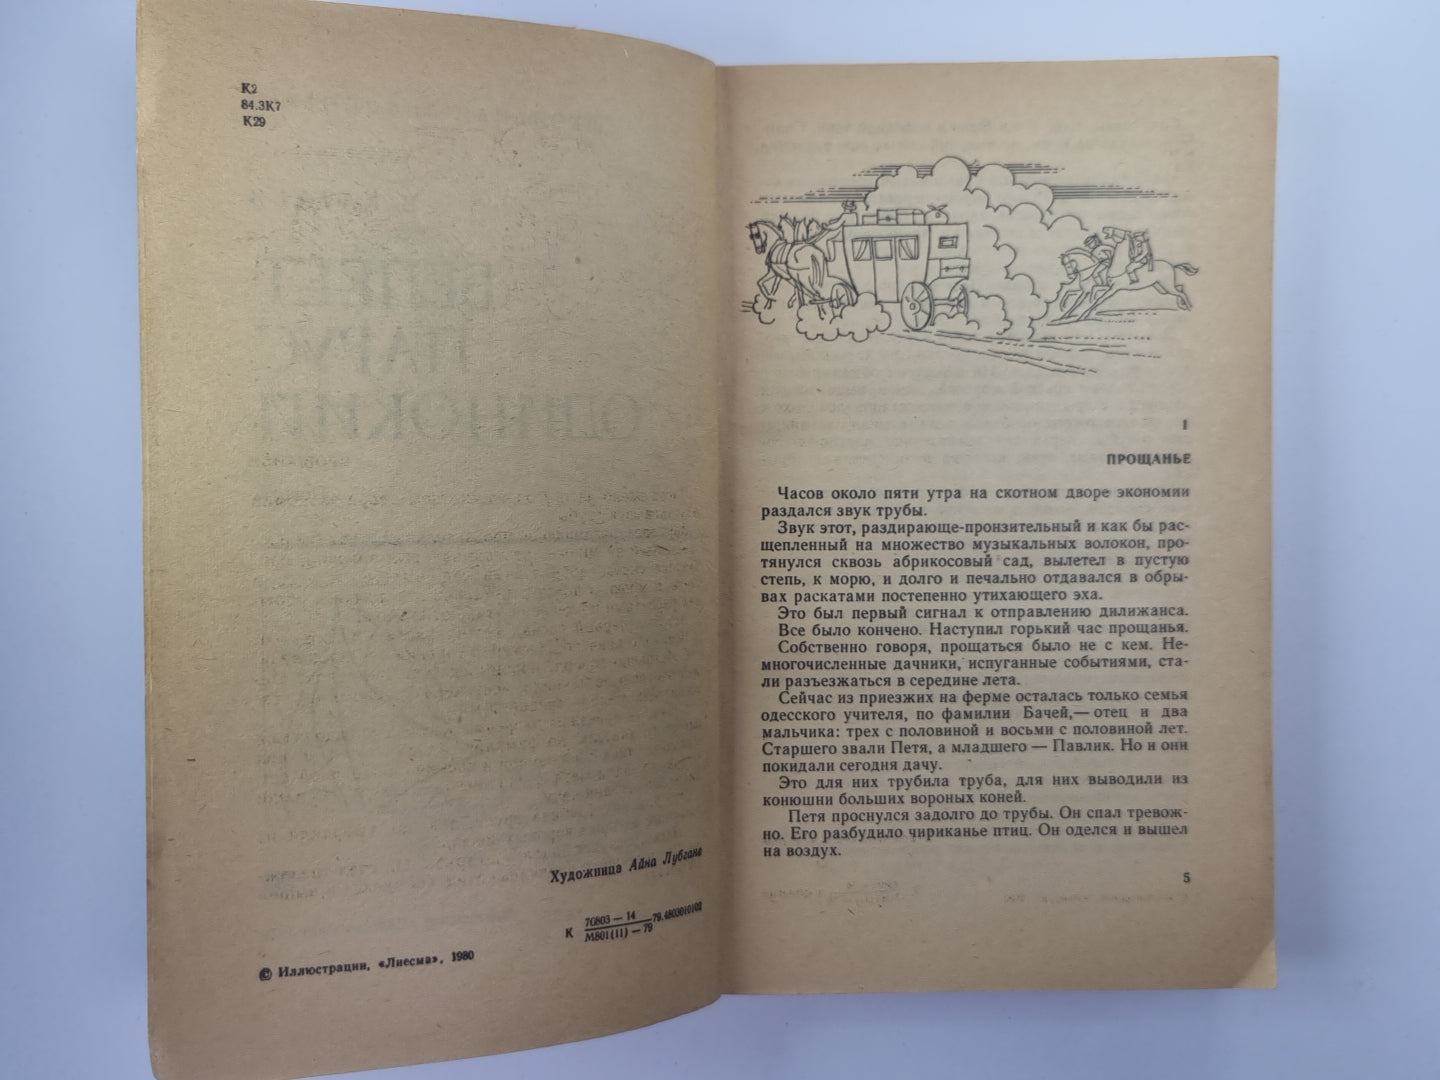 К2
84.3К7
К29
Художница Айна Лубгане
К 70803 — 14 79.4803010102
М801(11) — 79
© Иллюстрации, «Лиесма», 1980
I
ПРОЩАНЬЕ
Часов около пяти утра на скотном дворе экономии
раздался звук трубы.
Звук этот, раздирающе-пронзительный и как бы рас-
щепленный на множество музыкальных волокон, про-
тянулся сквозь абрикосовый сад, вылетел в пустую
степь, к морю, и долго и печально отдавался в обры-
вах раскатами постепенно утихающего эха.
Это был первый сигнал к отправлению дилижанса.
Все было кончено. Наступил горький час прощанья.
Собственно говоря, прощаться было не с кем. Не-
многочисленные дачники, испуганные событиями, ста-
ли разъезжаться в середине лета.
Сейчас из приезжих на ферме осталась только семья
одесского учителя, по фамилии Бачей,— отец и два
мальчика: трех с половиной и восьми с половиной лет.
Старшего звали Петя, а младшего — Павлик. Но и они
покидали сегодня дачу.
Это для них трубила труба, для них выводили из
конюшни больших вороных коней.
Петя проснулся задолго до трубы. Он спал тревож-
но. Его разбудило чириканье птиц. Он оделся и вышел
на воздух.
5